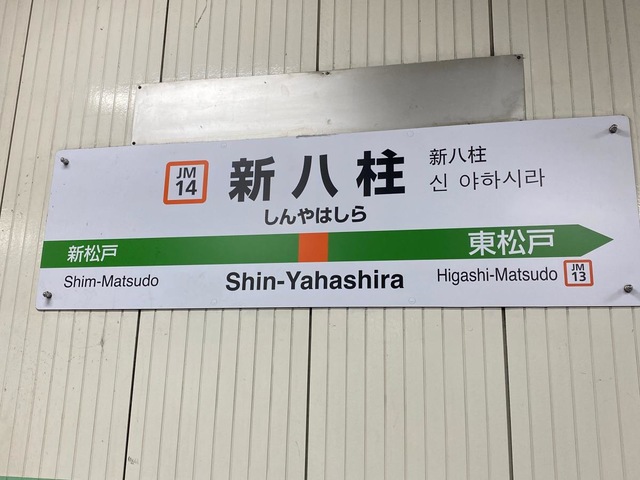 JM
14
新八柱
新八柱
신 야하시라
しんやはしら
新松戸
東松戸
Shim-Matsudo
Shin-Yahashira
Higashi-Matsudo
JM
13